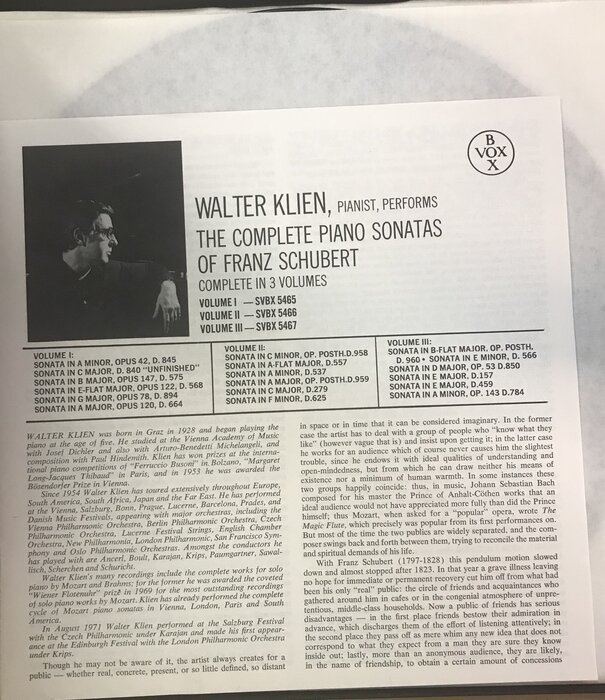 B
VOX
X
WALTER KLIEN, PIANIST, PERFORMS
THE COMPLETE PIANO SONATAS
OF FRANZ SCHUBERT
COMPLETE IN 3 VOLUMES
VOLUME I — SVBX 5465
VOLUME II — SVBX 5466
VOLUME III — SVBX 5467
VOLUME I:
SONATA IN A MINOR, OPUS 42, D. 845
SONATA IN C MAJOR, D. 840 "UNFINISHED"
SONATA IN B MAJOR, OPUS 147, D. 575
SONATA IN E-FLAT MAJOR, OPUS 122, D. 568
SONATA IN G MAJOR, OPUS 78, D. 894
SONATA IN A MAJOR, OPUS 120, D. 664
VOLUME II:
SONATA IN C MINOR, OP. POSTH.D.958
SONATA IN A-FLAT MAJOR, D.557
SONATA IN A MINOR, D.537
SONATA IN A MAJOR, OP. POSTH.D.959
SONATA IN C MAJOR, D.279
SONATA IN F MINOR, D.625
VOLUME III:
SONATA IN B-FLAT MAJOR, OP. POSTH.
D. 960 • SONATA IN E MINOR, D. 566
SONATA IN D MAJOR, OP. 53 D.850
SONATA IN E MAJOR, D.157
SONATA IN E MAJOR, D.459
SONATA IN A MINOR, OP. 143 D.784
WALTER KLIEN was born in Graz in 1928 and began playing the
piano at the age of five. He studied at the Vienna Academy of Music
with Josef Dichler and also with Arturo-Benedetti Michelangeli, and
composition with Paul Hindemith. Klien has won prizes at the interna-
tional piano competitions of "Ferruccio Busoni" in Bolzano, "Margaret
Long-Jacques Thibaud" in Paris, and in 1953 he was awarded the
Bösendorfer Prize in Vienna.
Since 1954 Walter Klien has toured extensively throughout Europe,
South America, South Africa, Japan and the Far East. He has performed
at the Vienna, Salzburg, Bonn, Prague, Lucerne, Barcelona, Prades, and
Danish Music Festivals, appearing with major orchestras, including the
Vienna Philharmonic Orchestra, Berlin Philharmonic Orchestra, Czech
Philharmonic Orchestra, Lucerne Festival Strings, English Chamber
Orchestra, New Philharmonia, London Philharmonic, San Francisco Sym-
phony and Oslo Philharmonic Orchestras. Amongst the conductors he
has played with are Ancerl, Boult, Karajan, Krips, Paumgartner, Sawal-
lisch, Scherchen and Schuricht.
Walter Klien's many recordings include the complete works for solo
piano by Mozart and Brahms; for the former he was awarded the coveted
"Wiener Flotenuhr" prize in 1969 for the most outstanding recordings
of solo piano works by Mozart. Klien has already performed the complete
cycle of Mozart piano sonatas in Vienna, London, Paris and South
America.
In August 1971 Walter Klien performed at the Salzburg Festival
with the Czech Philharmonic under Karajan and made his first appear-
ance at the Edinburgh Festival with the London Philharmonic Orchestra
under Krips.
Though he may not be aware of it, the artist always creates for a
public — whether real, concrete, present, or so little defined, so distant
in space or time in that it can be considered imaginary. In the former
case the artist has to deal with a group of people who "know what they
like" (however vague that is) and insist upon getting it; in the latter case
he works for an audience which of course never causes him the slightest
trouble, since he endows it with ideal qualities of understanding and
open-mindedness, but from which he can draw neither his means of
existence nor a minimum of human warmth. In some instances these
two groups happily coincide: thus, in music, Johann Sebastian Bach
composed for his master the Prince of Anhalt-Cöthen works that an
ideal audience would not have appreciated more fully than did the Prince
himself; thus Mozart, when asked for a "popular" opera, wrote The
Magic Flute, which precisely was popular from its first performances on.
But most of the time the two publics are widely separated, and the com-
poser swings back and forth between them, trying to reconcile the material
and spiritual demands of his life.
With Franz Schubert (1797-1828) this pendulum motion slowed
down and almost stopped after 1823. In that year a grave illness leaving
no hope for immediate or permanent recovery cut him off from what had
been his only "real" public: the circle of friends and acquaintances who
gathered around him in cafes or in the congenial atmosphere of unpre-
tentious, middle-class households. Now a public of friends has serious
disadvantages — in the first place friends bestow their admiration in
advance, which discharges them of the effort of listening attentively; in
the second place they pass off as mere whim any new idea that does not
correspond to what they expect from a man they are sure they know
inside out; lastly, more than an anonymous audience, they are likely,
in the name of friendship, to obtain a certain amount of concessions